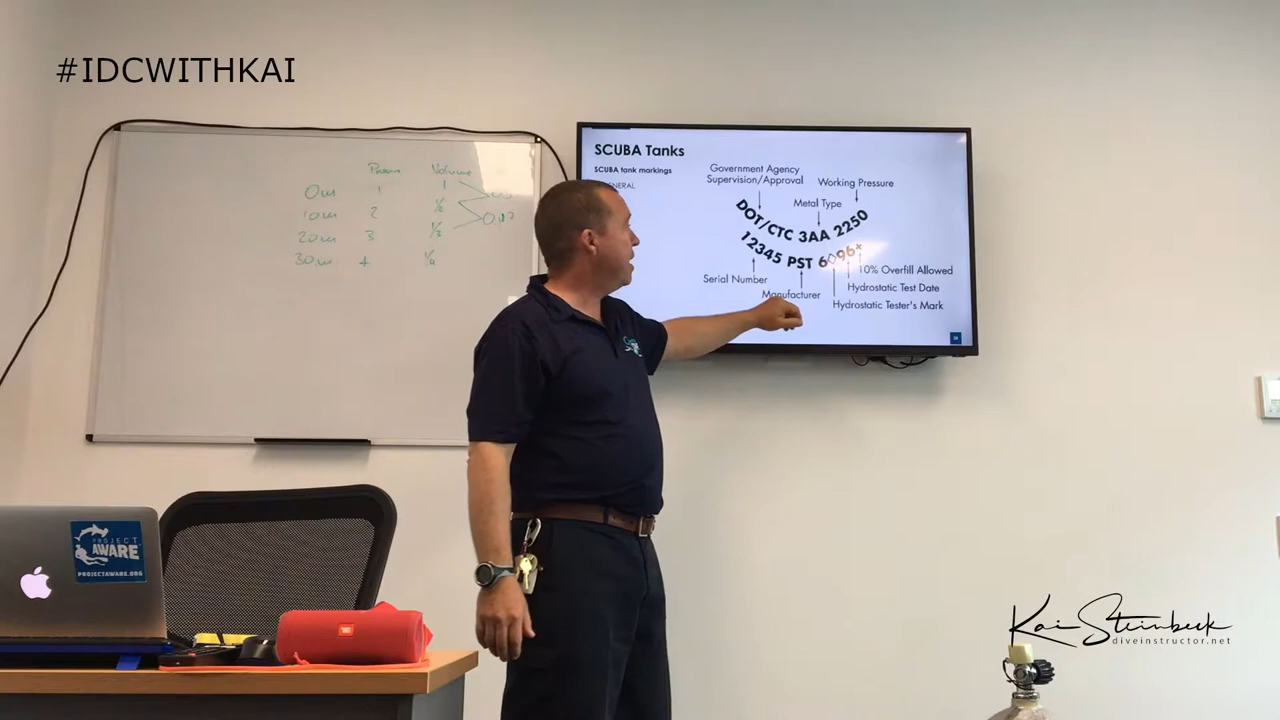 #IDCWITHKAI
Volume
0m 1 1
10m 2 1/2
20m 3 1/3
30m 4 1/4
SCUBA Tanks
SCUBA tank markings
Government Agency
Supervision/Approval
Working Pressure
Metal Type
DOT/CTC 3AA 2250
12345 PST 6096+
10% Overfill Allowed
Serial Number
Hydrostatic Test Date
Manufacturer
Hydrostatic Tester's Mark
PROJECT
AWARE
PROJECTAWARE.ORG
JBL
Kai Steinbeck
diveinstructor.net